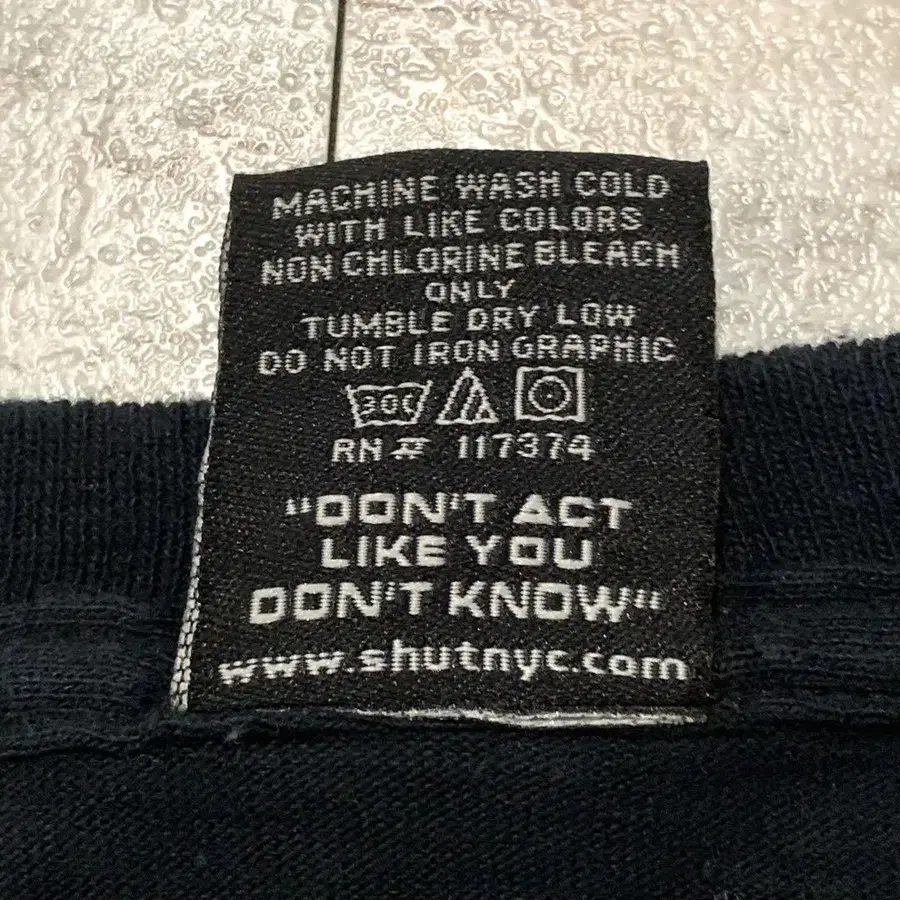 MACHINE WASH COLD
WITH LIKE COLORS
NON CHLORINE BLEACH
ONLY
TUMBLE DRY LOW
DO NOT IRON GRAPHIC
30C
RN # 117374
"DON'T ACT
LIKE YOU
DON'T KNOW"
www.shutnyc.com